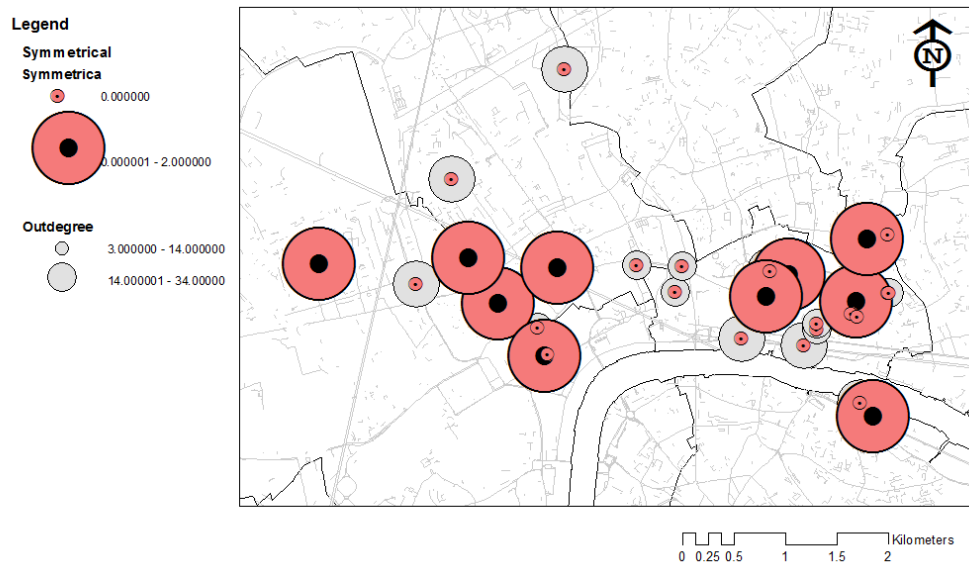 Legend
Symmetrical
Symmetrica
0.000000
0.000001 - 2.000000
Outdegree
3.000000 - 14.000000
14.000001 - 34.00000
N
Kilometers
0 0.25 0.5 1 1.5 2